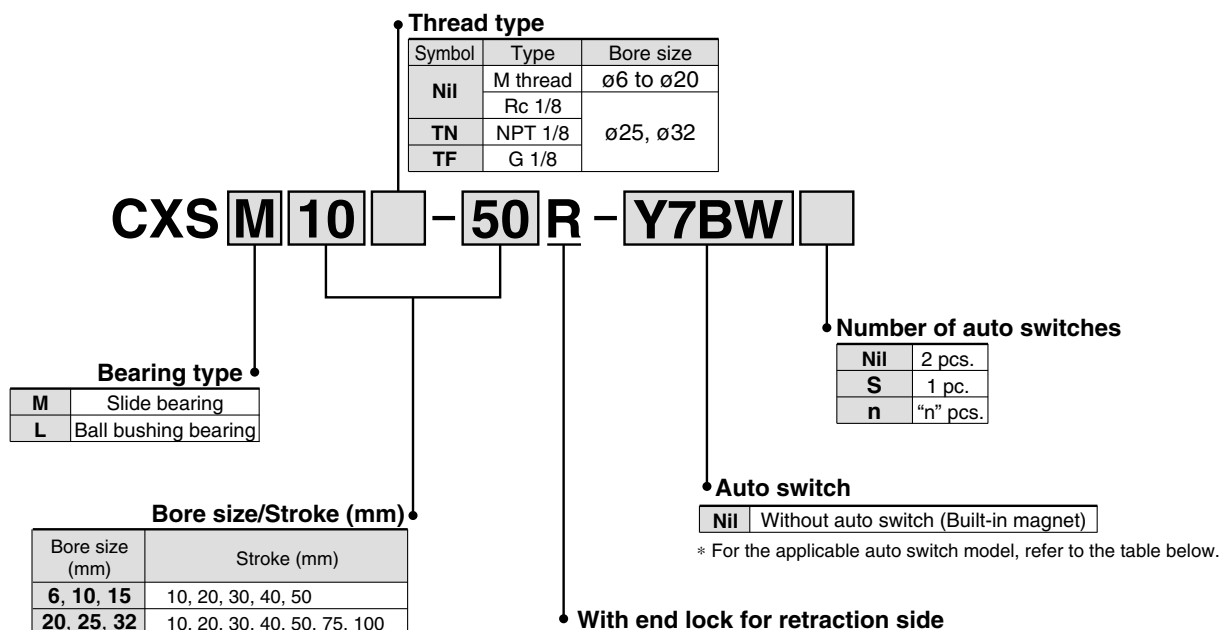 Thread type
Symbol Type Bore size
Nil M thread ø6 to ø20
Rc 1/8 ø25, ø32
TN NPT 1/8
TF G 1/8
CXS M 10 - 50 R - Y7BW
Number of auto switches
Nil 2 pcs.
S 1 pc.
n “n” pcs.
Bearing type
M Slide bearing
L Ball bushing bearing
Auto switch
Nil Without auto switch (Built-in magnet)
* For the applicable auto switch model, refer to the table below.
Bore size/Stroke (mm)
Bore size (mm) Stroke (mm)
6, 10, 15 10, 20, 30, 40, 50
20, 25, 32 10, 20, 30, 40, 50, 75, 100
With end lock for retraction side